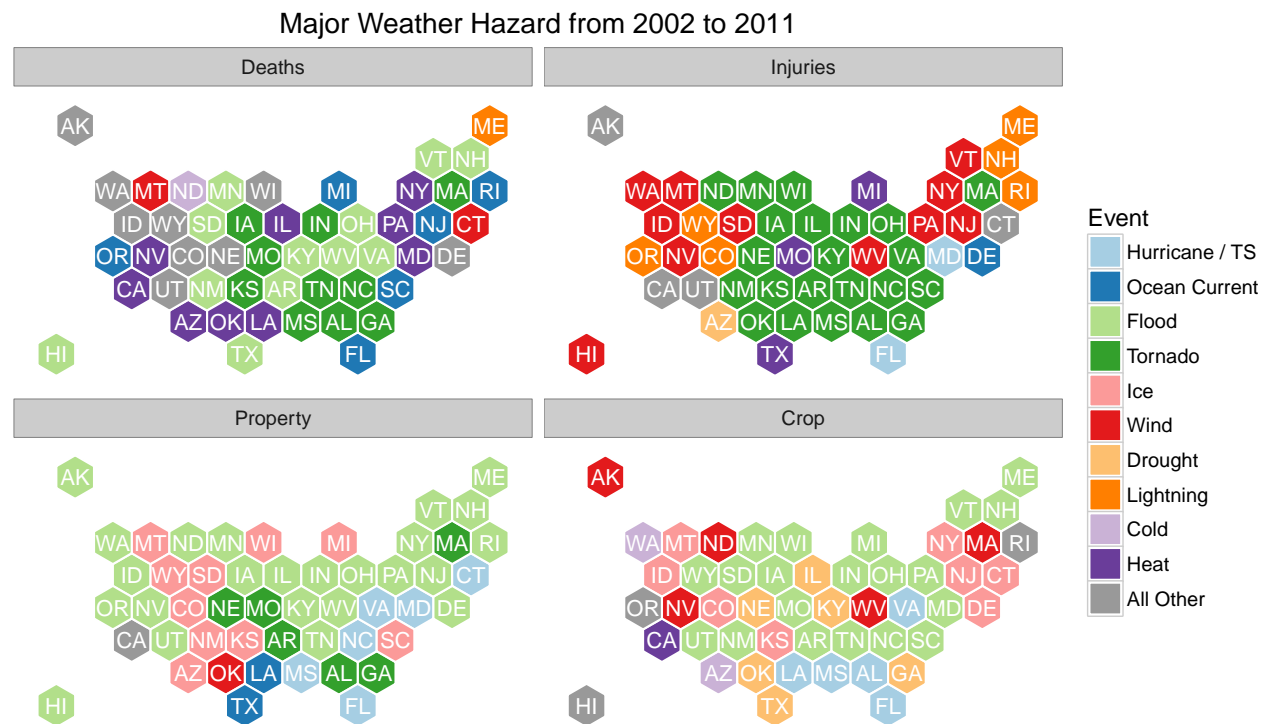 Major Weather Hazard from 2002 to 2011
Deaths
AK
ME
VT NH
WA MT ND MN WI MI NY MA RI
ID WY SD IA IL IN OH PA NJ CT
OR NV CO NE MO KY WV VA MD DE
CA UT NM KS AR TN NC SC
AZ OK LA MS AL GA
HI TX FL
Injuries
AK
ME
VT NH
WA MT ND MN WI MI NY MA RI
ID WY SD IA IL IN OH PA NJ CT
OR NV CO NE MO KY WV VA MD DE
CA UT NM KS AR TN NC SC
AZ OK LA MS AL GA
HI TX FL
Property
AK
ME
VT NH
WA MT ND MN WI MI NY MA RI
ID WY SD IA IL IN OH PA NJ CT
OR NV CO NE MO KY WV VA MD DE
CA UT NM KS AR TN NC SC
AZ OK LA MS AL GA
HI TX FL
Crop
AK
ME
VT NH
WA MT ND MN WI MI NY MA RI
ID WY SD IA IL IN OH PA NJ CT
OR NV CO NE MO KY WV VA MD DE
CA UT NM KS AR TN NC SC
AZ OK LA MS AL GA
HI TX FL
Event
Hurricane / TS
Ocean Current
Flood
Tornado
Ice
Wind
Drought
Lightning
Cold
Heat
All Other